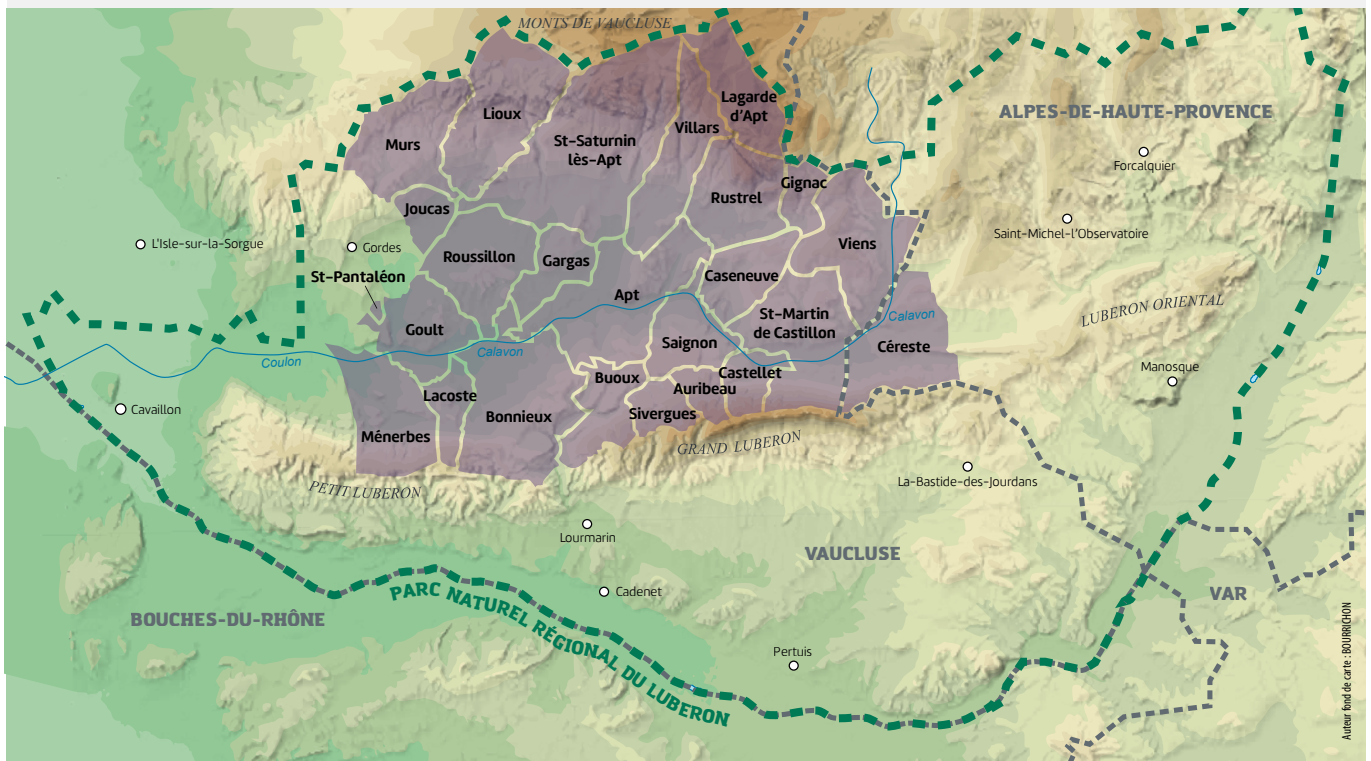 MONTS DE VAUCLUSE
Lagarde
d'Apt
Lioux
ALPES-DE-HAUTE-PROVENCE
Villars
Murs
St-Saturnin
lès-Apt
Forcalquier
Gignac
Rustrel
Joucas
Saint-Michel-l'Observatoire
L'Isle-sur-la-Sorgue
Gordes
Viens
Roussillon
Gargas
St-Pantaléon
Caseneuve
Apt
LUBERON ORIENTAL
St-Martin
de Castillon
Calavon
Goult
Saignon
Céreste
Calavon
Coulon
Manosque
Castellet
Buoux
Auribeau
Lacoste
Cavaillon
Sivergues
Bonnieux
Ménerbes
GRAND LUBERON
La-Bastide-des-Jourdans
PETIT LUBERON
Lourmarin
VAUCLUSE
Cadenet
VAR
BOUCHES-DU-RHÔNE
PARC NATUREL RÉGIONAL DU LUBERON
Pertuis
Auteur fond de carte : BOURRICHON